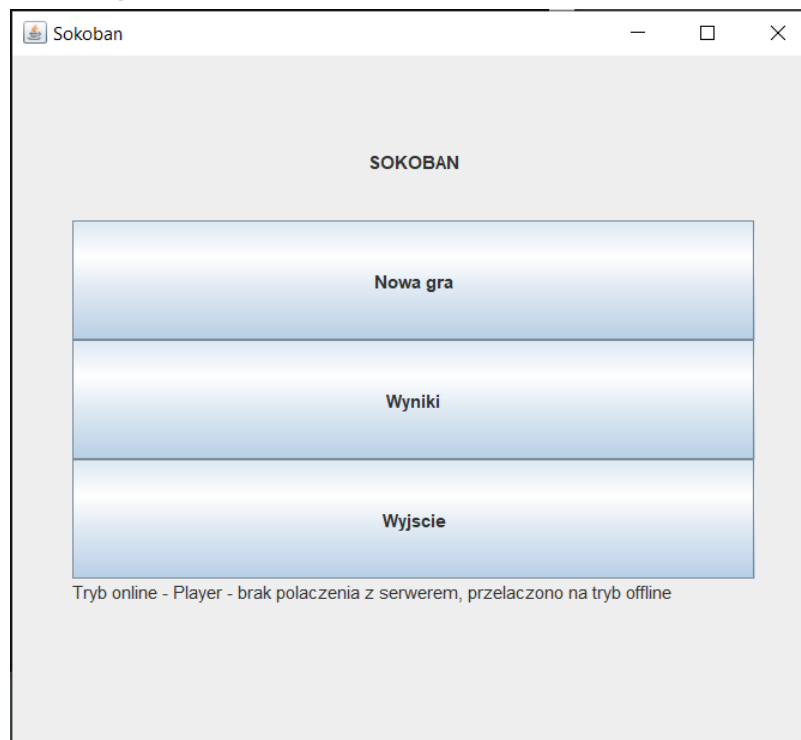 Sokoban
SOKOBAN
Nowa gra
Wyniki
Wyjscie
Tryb online - Player - brak polaczenia z serwerem, przelaczono na tryb offline